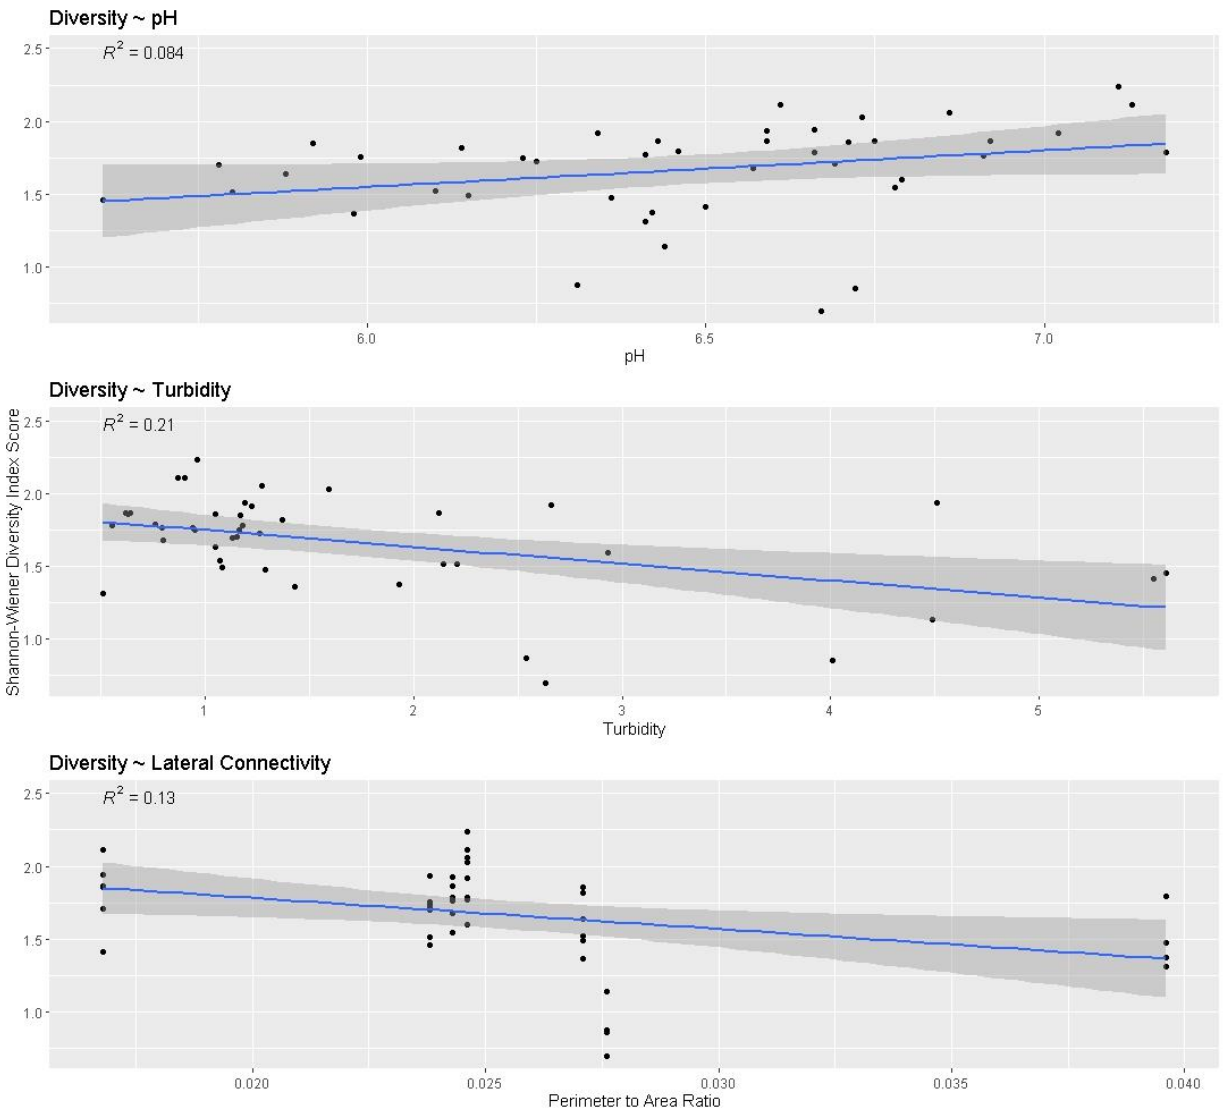 Diversity ~ pH
R² = 0.084
2.5
2.0
1.5
1.0
6.0 6.5 7.0
pH
Diversity ~ Turbidity
R² = 0.21
Shannon-Wiener Diversity Index Score
2.5
2.0
1.5
1.0
1 2 3 4 5
Turbidity
Diversity ~ Lateral Connectivity
R² = 0.13
2.5
2.0
1.5
1.0
0.020 0.025 0.030 0.035 0.040
Perimeter to Area Ratio